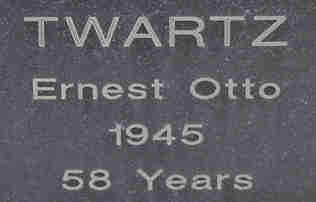 TWARTZ
Ernest Otto
1945
58 Years